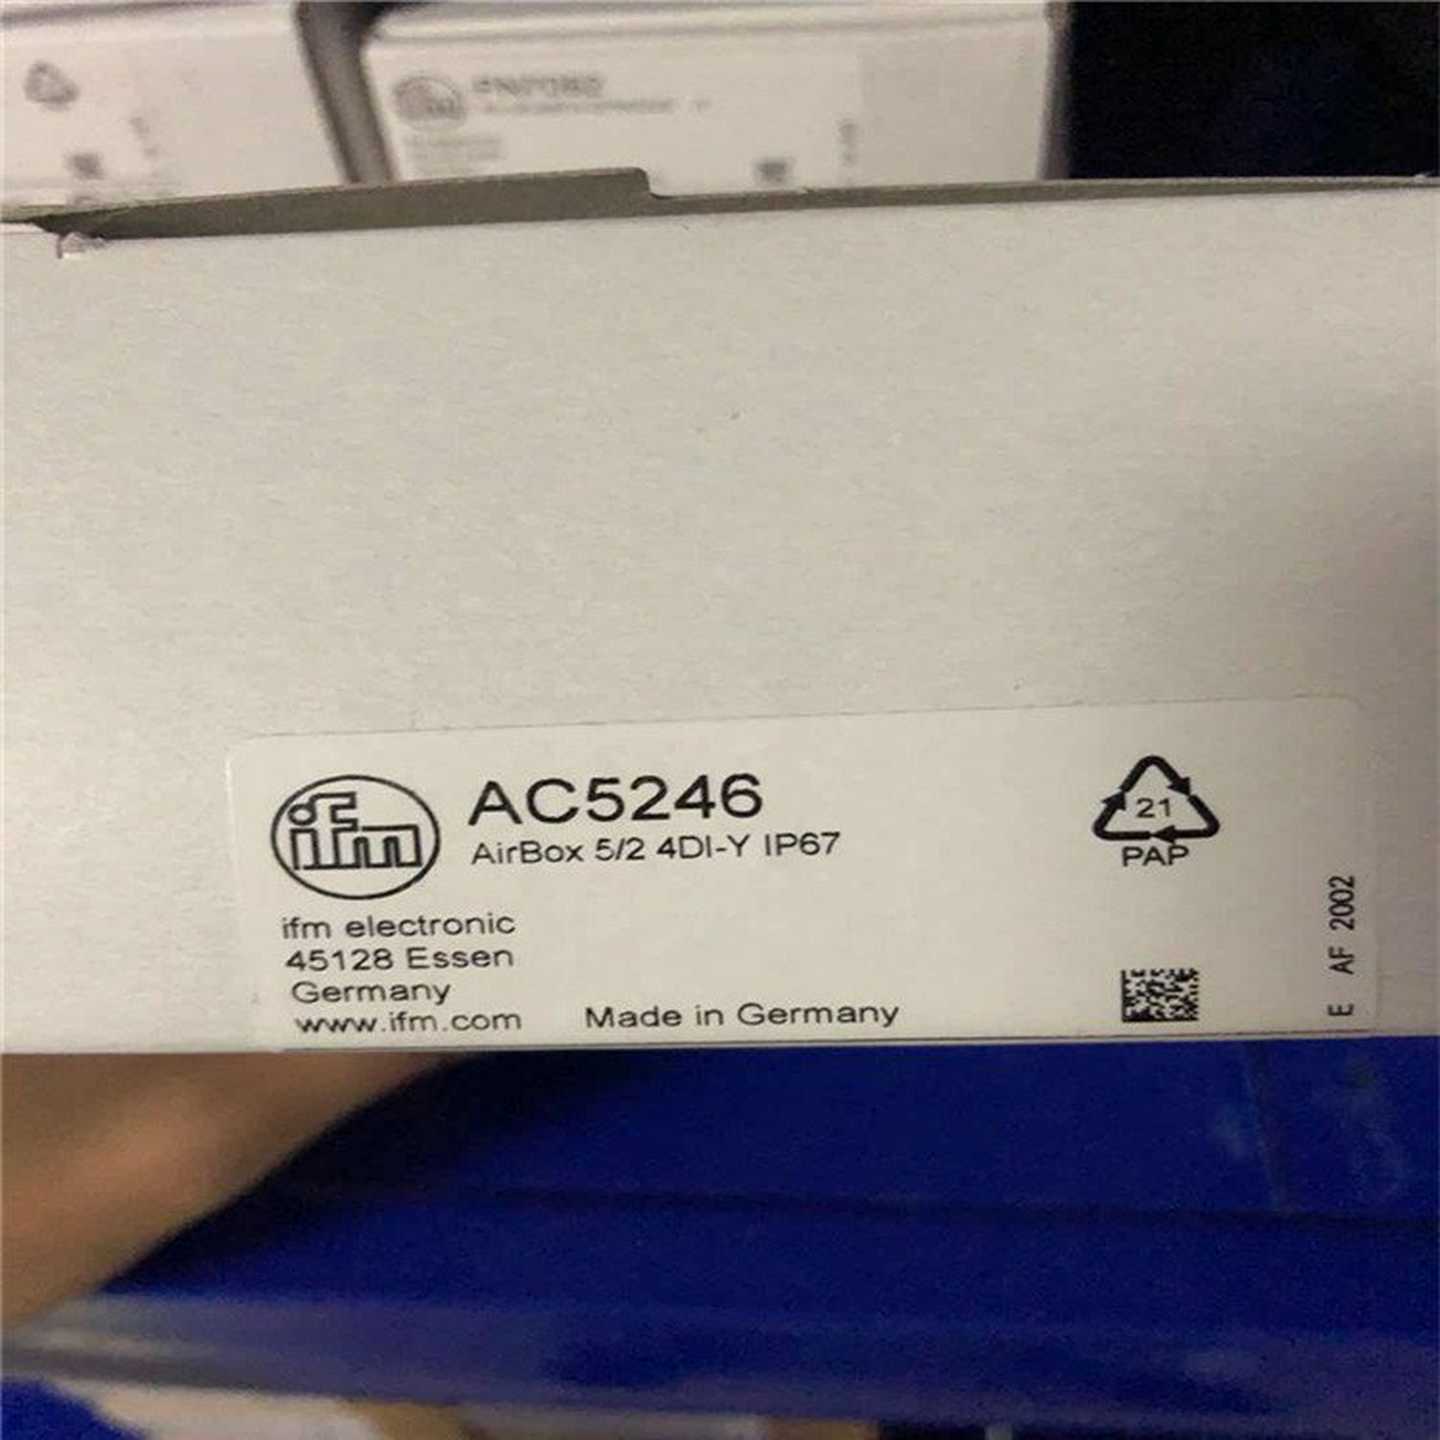 ifm
AC5246
AirBox 5/2 4DI-Y IP67
ifm electronic
45128 Essen
Germany
www.ifm.com
Made in Germany
21
PAP
E AF 2002